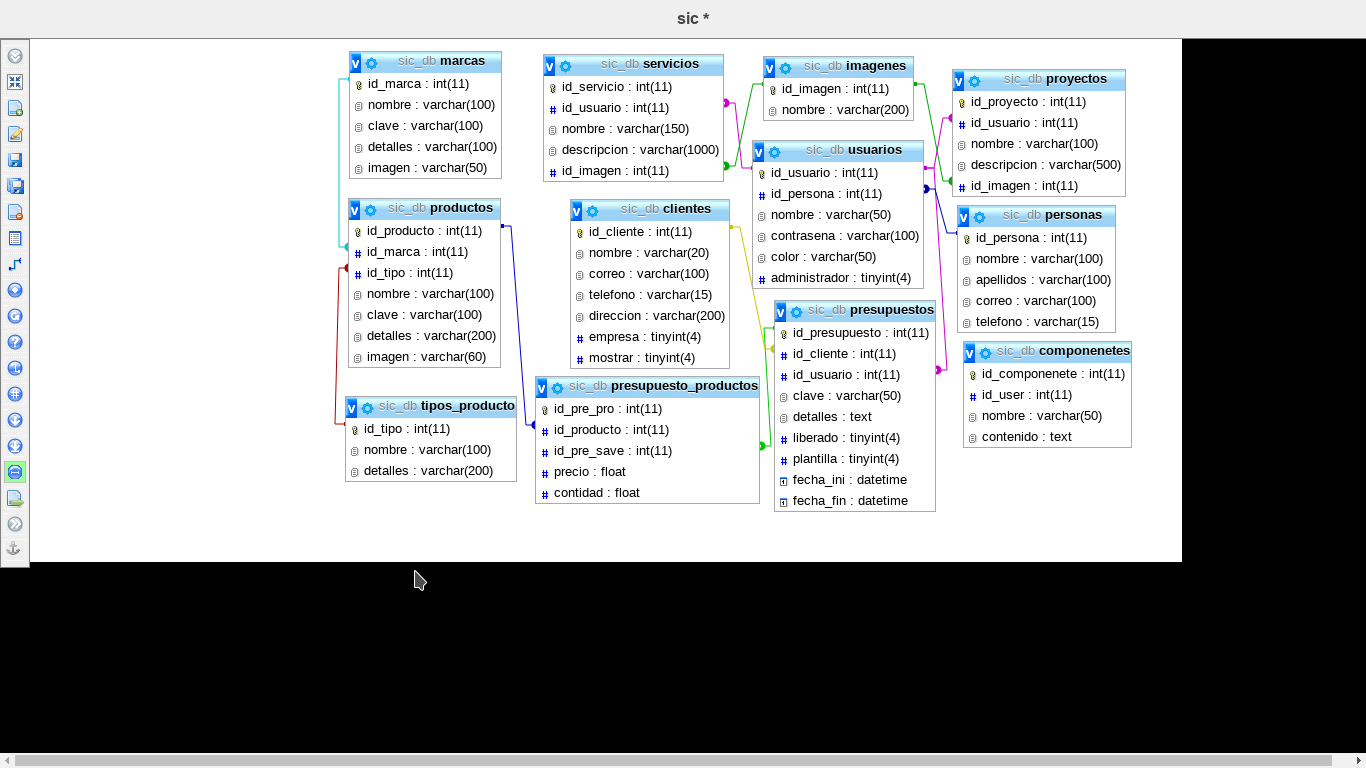 sic *
v sic_db marcas
id_marca : int(11)
nombre : varchar(100)
clave : varchar(100)
detalles : varchar(100)
imagen : varchar(50)
v sic_db servicios
id_servicio : int(11)
# id_usuario : int(11)
nombre : varchar(150)
descripcion : varchar(1000)
# id_imagen : int(11)
v sic_db imagenes
id_imagen : int(11)
nombre : varchar(200)
v sic_db proyectos
id_proyecto : int(11)
# id_usuario : int(11)
nombre : varchar(100)
descripcion : varchar(500)
# id_imagen : int(11)
v sic_db usuarios
id_usuario : int(11)
# id_persona : int(11)
nombre : varchar(50)
contrasena : varchar(100)
color : varchar(50)
# administrador : tinyint(4)
v sic_db productos
id_producto : int(11)
# id_marca : int(11)
# id_tipo : int(11)
nombre : varchar(100)
clave : varchar(100)
detalles : varchar(200)
imagen : varchar(60)
v sic_db clientes
id_cliente : int(11)
nombre : varchar(20)
correo : varchar(100)
telefono : varchar(15)
direccion : varchar(200)
# empresa : tinyint(4)
# mostrar : tinyint(4)
v sic_db personas
id_persona : int(11)
nombre : varchar(100)
apellidos : varchar(100)
correo : varchar(100)
telefono : varchar(15)
v sic_db presupuestos
id_presupuesto : int(11)
# id_cliente : int(11)
# id_usuario : int(11)
clave : varchar(50)
detalles : text
# liberado : tinyint(4)
# plantilla : tinyint(4)
fecha_ini : datetime
fecha_fin : datetime
v sic_db componenetes
id_componenete : int(11)
# id_user : int(11)
nombre : varchar(50)
contenido : text
v sic_db tipos_producto
id_tipo : int(11)
nombre : varchar(100)
detalles : varchar(200)
v sic_db presupuesto_productos
id_pre_pro : int(11)
# id_producto : int(11)
# id_pre_save : int(11)
# precio : float
# contidad : float